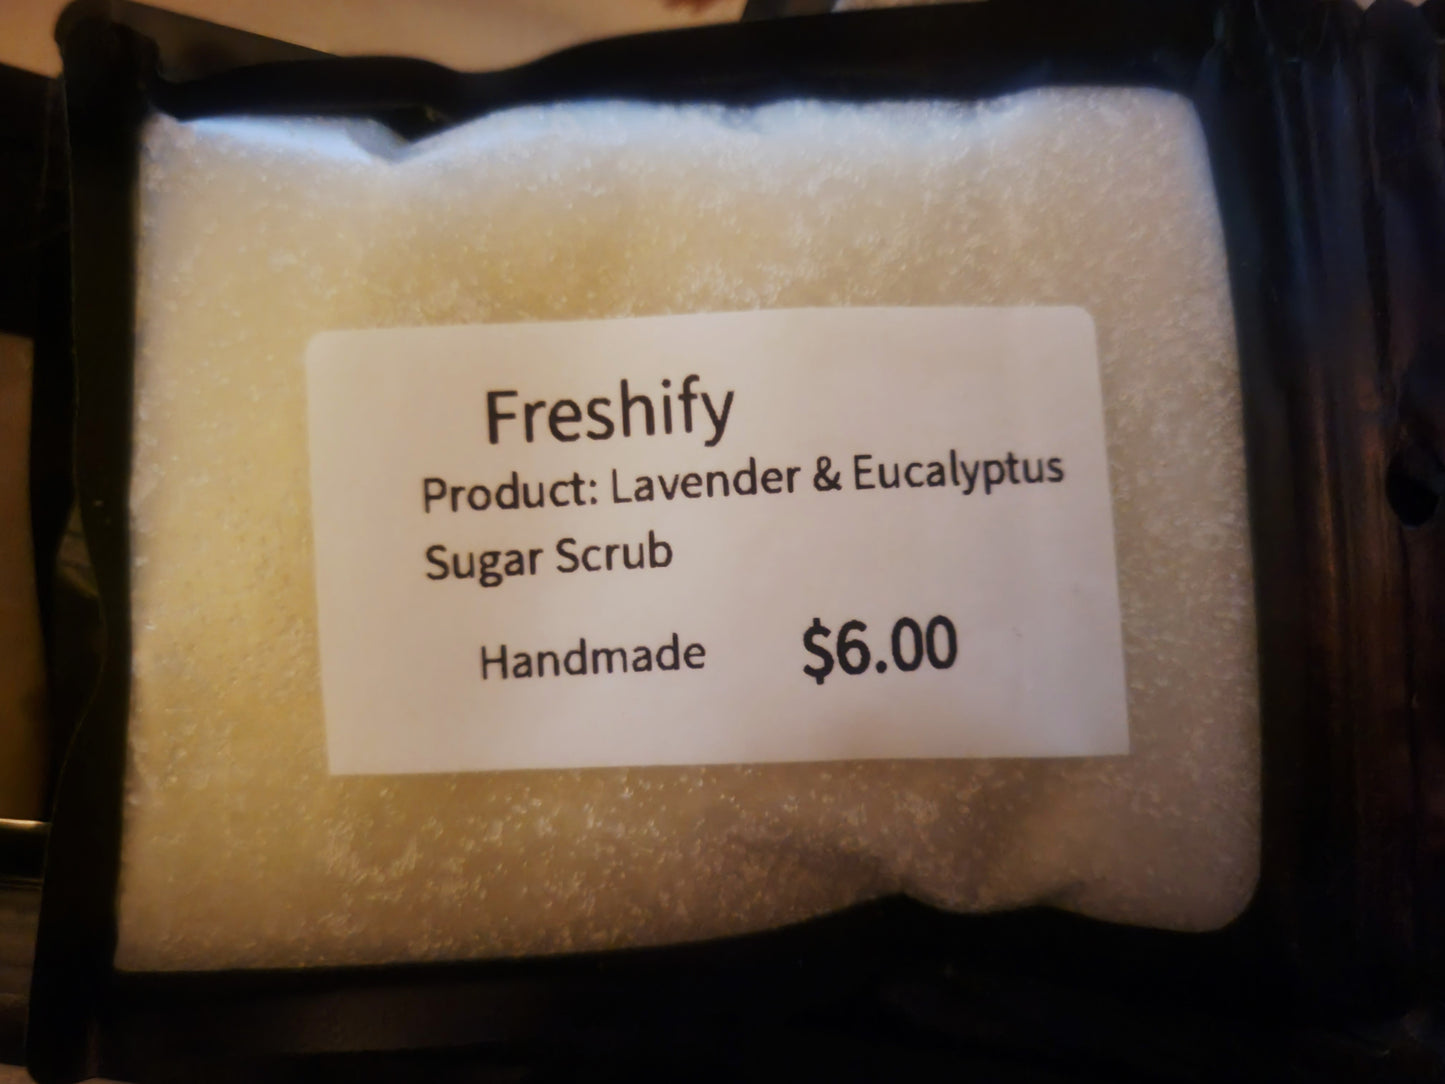 Freshify
Product: Lavender & Eucalyptus
Sugar Scrub
Handmade $6.00